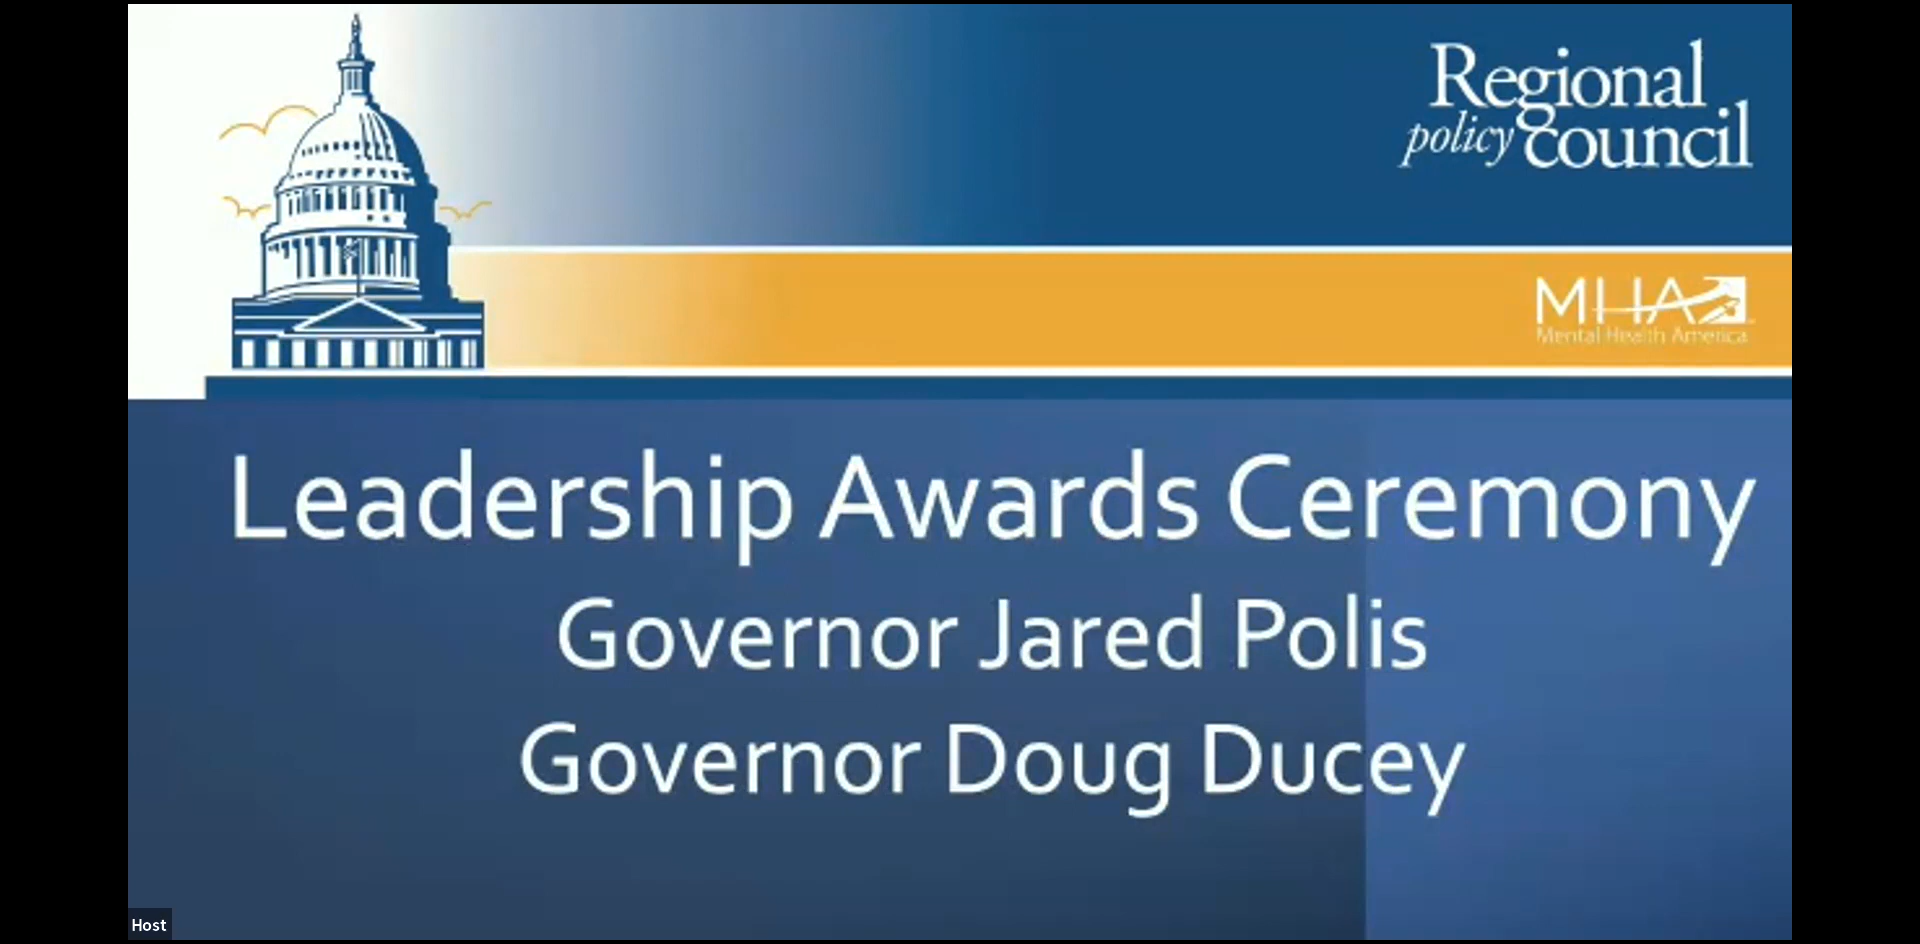 Regional
policy council
MHA
Mental Health America
Leadership Awards Ceremony
Governor Jared Polis
Governor Doug Ducey
Host